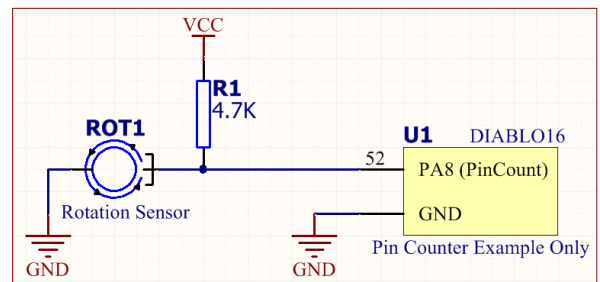 VCC
R1
4.7K
ROT1
Rotation Sensor
GND
52
U1 DIABLO16
PA8 (PinCount)
GND
Pin Counter Example Only
GND